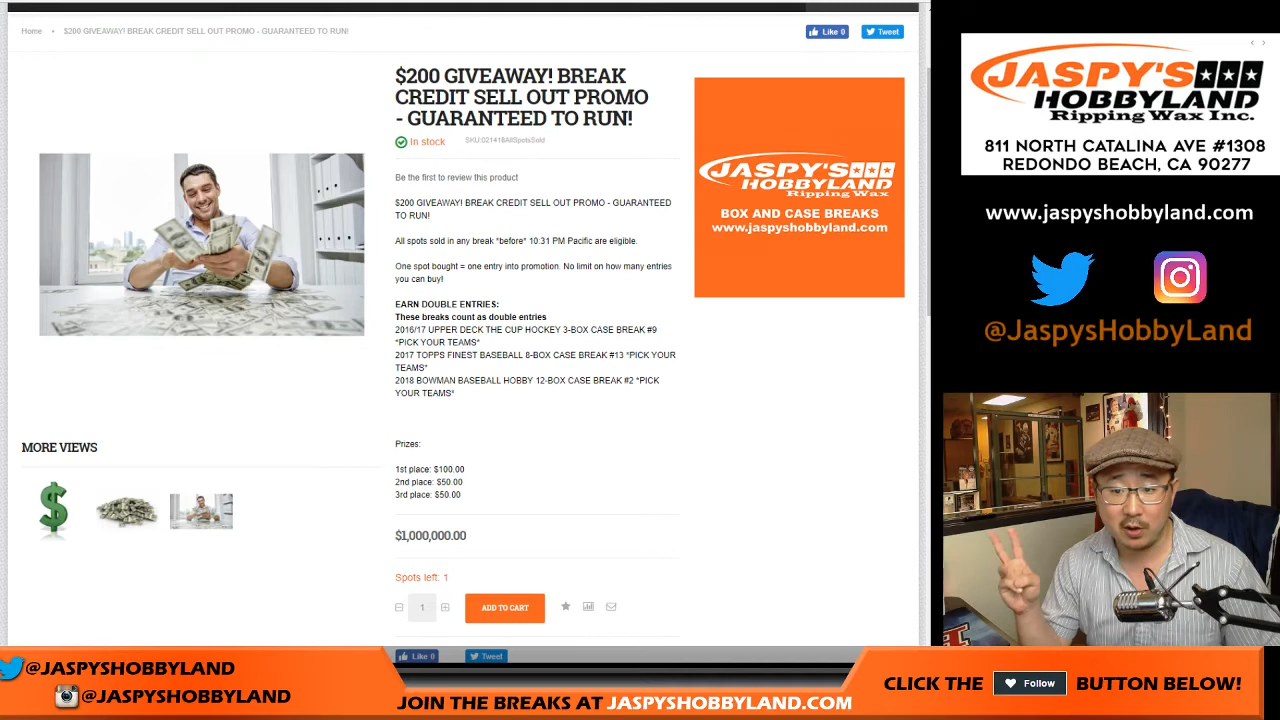 Home • $200 GIVEAWAY! BREAK CREDIT SELL OUT PROMO - GUARANTEED TO RUN!
Like 0
Tweet
$200 GIVEAWAY! BREAK
CREDIT SELL OUT PROMO
- GUARANTEED TO RUN!
In stock
SKU:021418AllSpotsSold
Be the first to review this product
$200 GIVEAWAY! BREAK CREDIT SELL OUT PROMO - GUARANTEED
TO RUN!
All spots sold in any break *before* 10:31 PM Pacific are eligible.
One spot bought = one entry into promotion. No limit on how many entries
you can buy!
EARN DOUBLE ENTRIES:
These breaks count as double entries
2016/17 UPPER DECK THE CUP HOCKEY 3-BOX CASE BREAK #9
*PICK YOUR TEAMS*
2017 TOPPS FINEST BASEBALL 8-BOX CASE BREAK #13 *PICK YOUR
TEAMS*
2018 BOWMAN BASEBALL HOBBY 12-BOX CASE BREAK #2 *PICK
YOUR TEAMS*
Prizes:
1st place: $100.00
2nd place: $50.00
3rd place: $50.00
$1,000,000.00
Spots left: 1
1
ADD TO CART
Like 0
Tweet
MORE VIEWS
JASPY'S
HOBBYLAND
Ripping Wax
BOX AND CASE BREAKS
www.jaspyshobbyland.com
JASPY'S
HOBBYLAND
Ripping Wax Inc.
811 NORTH CATALINA AVE #1308
REDONDO BEACH, CA 90277
www.jaspyshobbyland.com
@JaspysHobbyLand
@JASPYSHOBBYLAND
@JASPYSHOBBYLAND
JOIN THE BREAKS AT JASPYSHOBBYLAND.COM
CLICK THE Follow BUTTON BELOW!